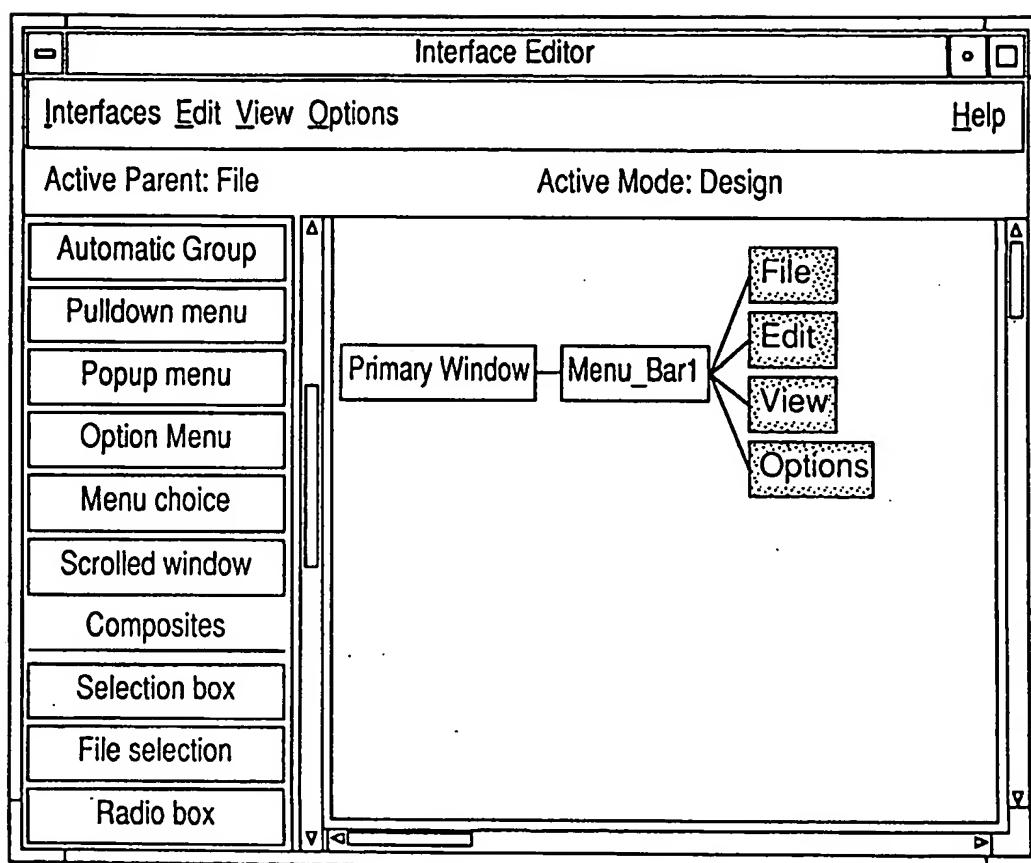 Interface Editor
Interfaces Edit View Options Help
Active Parent: File Active Mode: Design
Automatic Group
Pulldown menu
Popup menu
Option Menu
Menu choice
Scrolled window
Composites
Selection box
File selection
Radio box
Primary Window
Menu_Bar1
File
Edit
View
Options